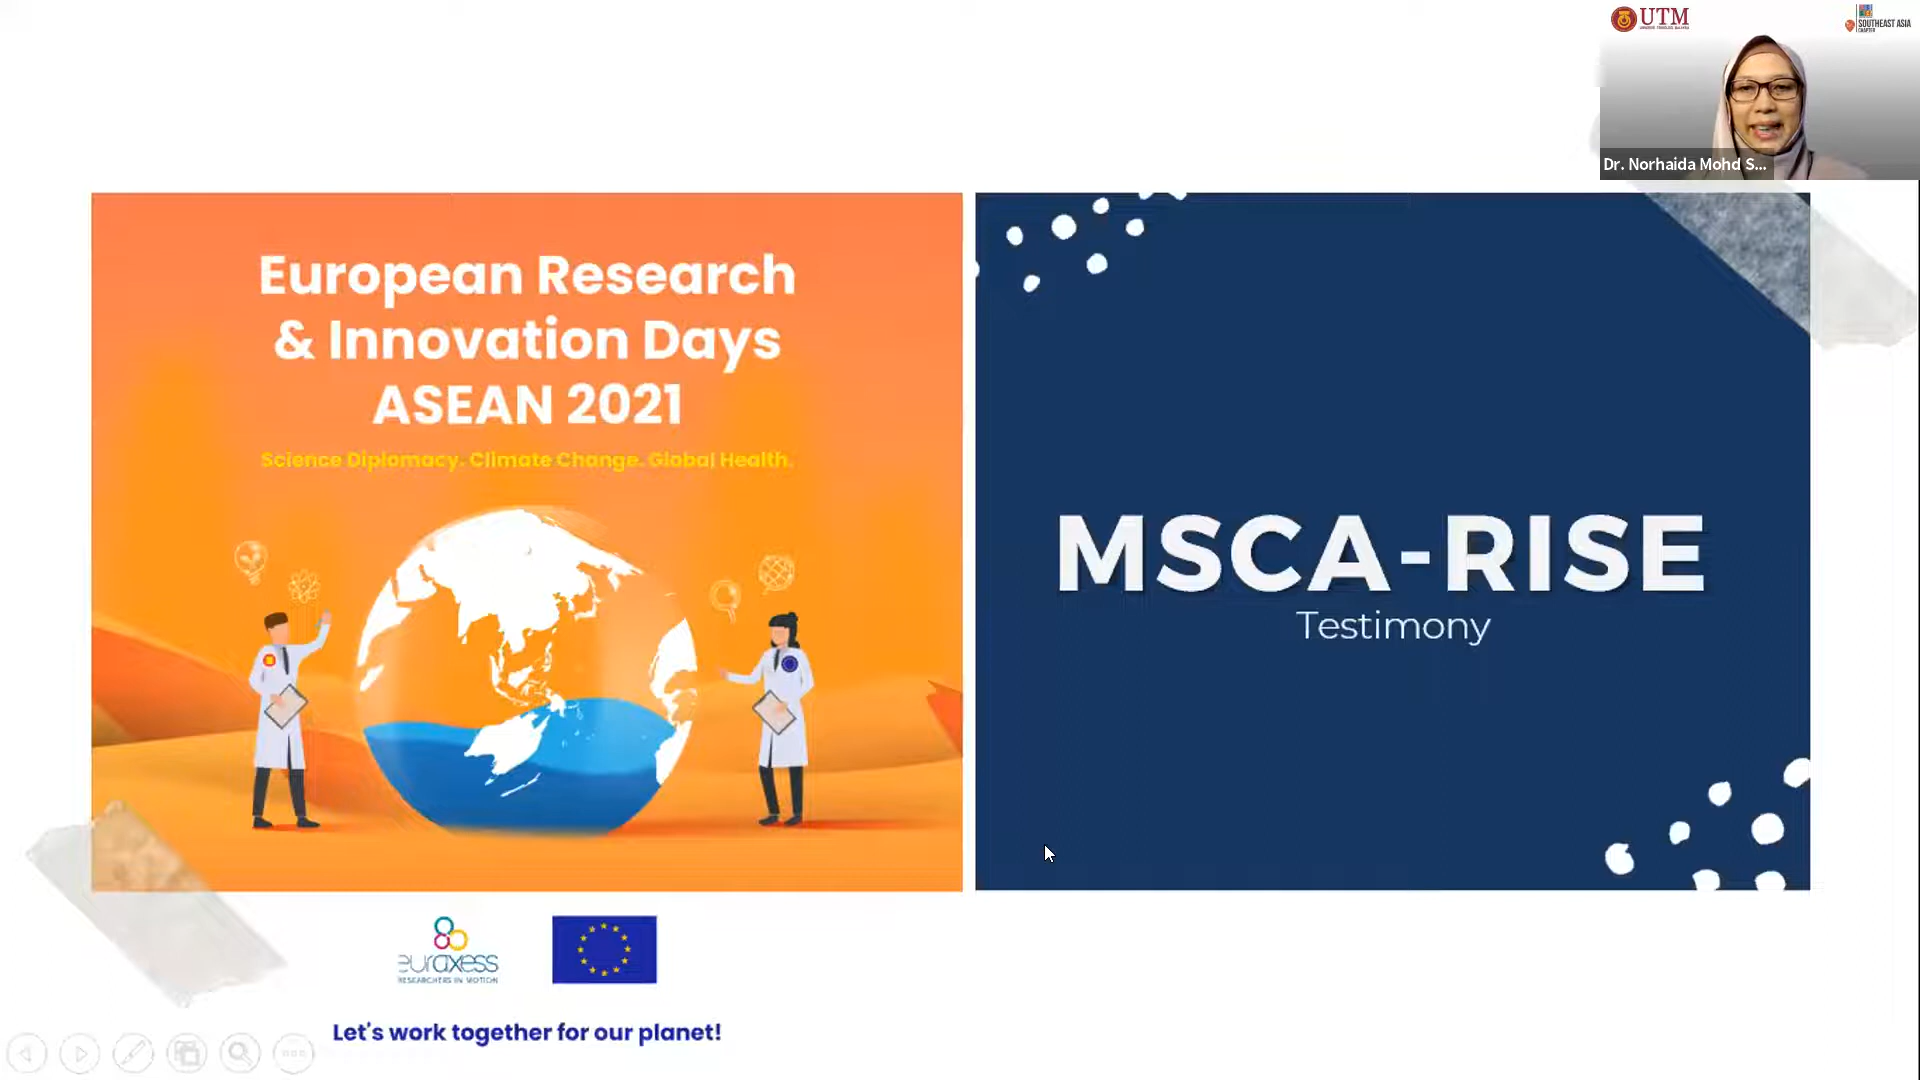 UTM
SOUTHEAST ASIA
CHAPTER
Dr. Norhaida Mohd S...
European Research
& Innovation Days
ASEAN 2021
Science Diplomacy. Climate Change. Global Health.
MSCA-RISE
Testimony
euraxess
RESEARCHERS IN MOTION
Let's work together for our planet!